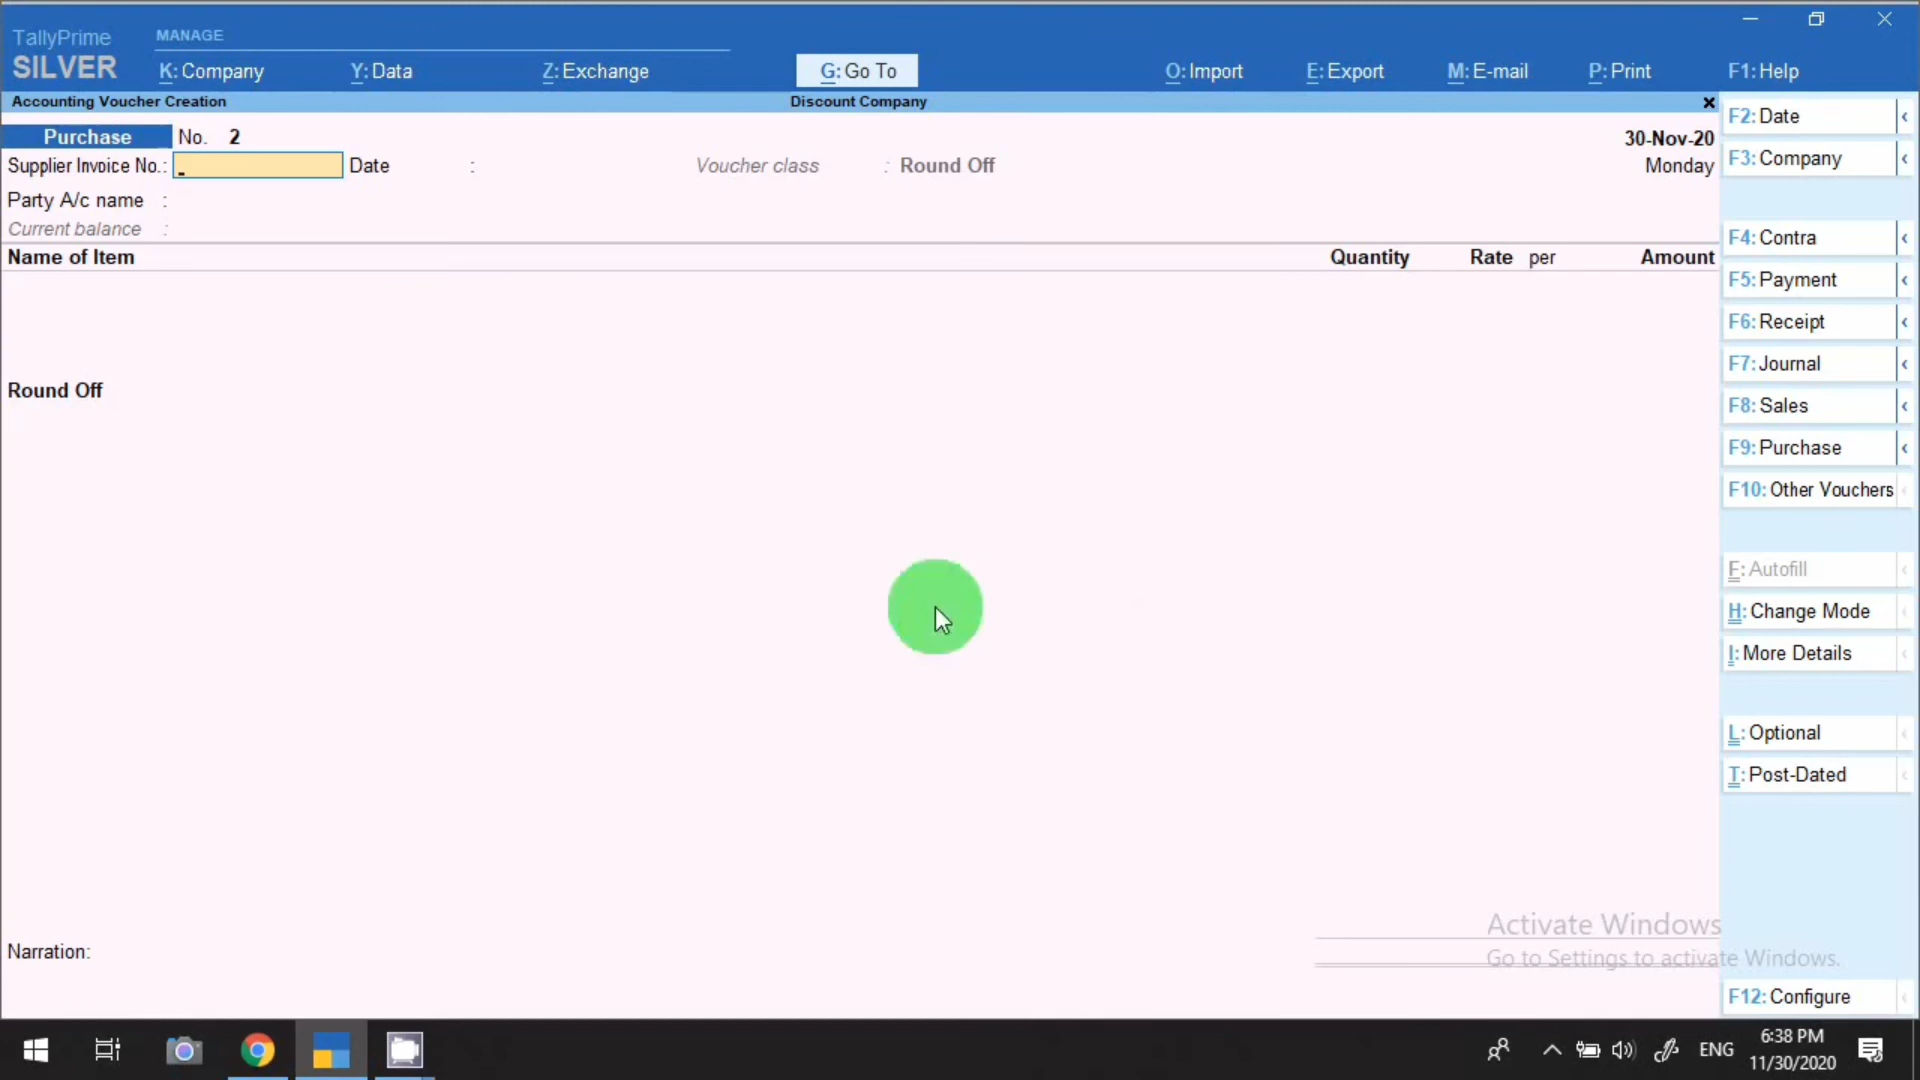 TallyPrime
SILVER
MANAGE
K: Company
Y: Data
Z: Exchange
G: Go To
O: Import
E: Export
M: E-mail
P: Print
F1: Help
Accounting Voucher Creation
Discount Company
Purchase No. 2
30-Nov-20
Supplier Invoice No.:
Date :
Voucher class : Round Off
Monday
Party A/c name :
Current balance :
Name of Item
Quantity
Rate per
Amount
Round Off
Narration:
F2: Date
F3: Company
F4: Contra
F5: Payment
F6: Receipt
F7: Journal
F8: Sales
F9: Purchase
F10: Other Vouchers
F: Autofill
H: Change Mode
I: More Details
L: Optional
T: Post-Dated
Activate Windows
Go to Settings to activate Windows.
F12: Configure
ENG
6:38 PM
11/30/2020